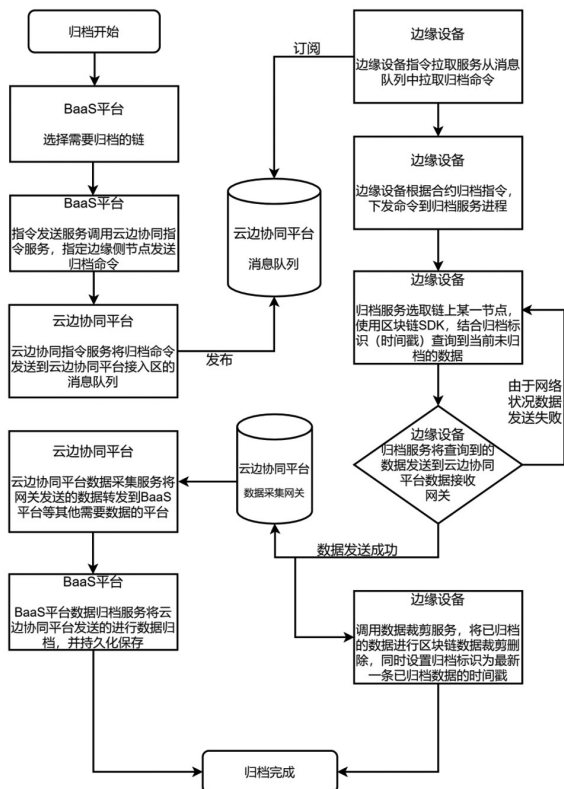 归档开始
BaaS平台
选择需要归档的链
BaaS平台
指令发送服务调用云边协同指
令服务，指定边缘侧节点发送
归档命令
云边协同平台
云边协同指令服务将归档命令
发送到云边协同平台接入区的
消息队列
发布
订阅
云边协同平台
消息队列
边缘设备
边缘设备指令拉取服务从消息
队列中拉取归档命令
边缘设备
边缘设备根据合约归档指令，
下发命令到归档服务进程
边缘设备
归档服务选取链上某一节点，
使用区块链SDK，结合归档标
识（时间戳）查询到当前未归
档的数据
由于网络
状况数据
发送失败
边缘设备
归档服务将查询到的
数据发送到云边协同
平台数据接收
网关
数据发送成功
云边协同平台
数据采集网关
云边协同平台
云边协同平台数据采集服务将
网关发送的数据转发到BaaS
平台等其他需要数据的平台
BaaS平台
BaaS平台数据归档服务将云
边协同平台发送的进行数据归
档，并持久化保存
边缘设备
调用数据裁剪服务，将已归档
的数据进行区块链数据裁剪删
除，同时设置归档标识为最新
一条已归档数据的时间戳
归档完成